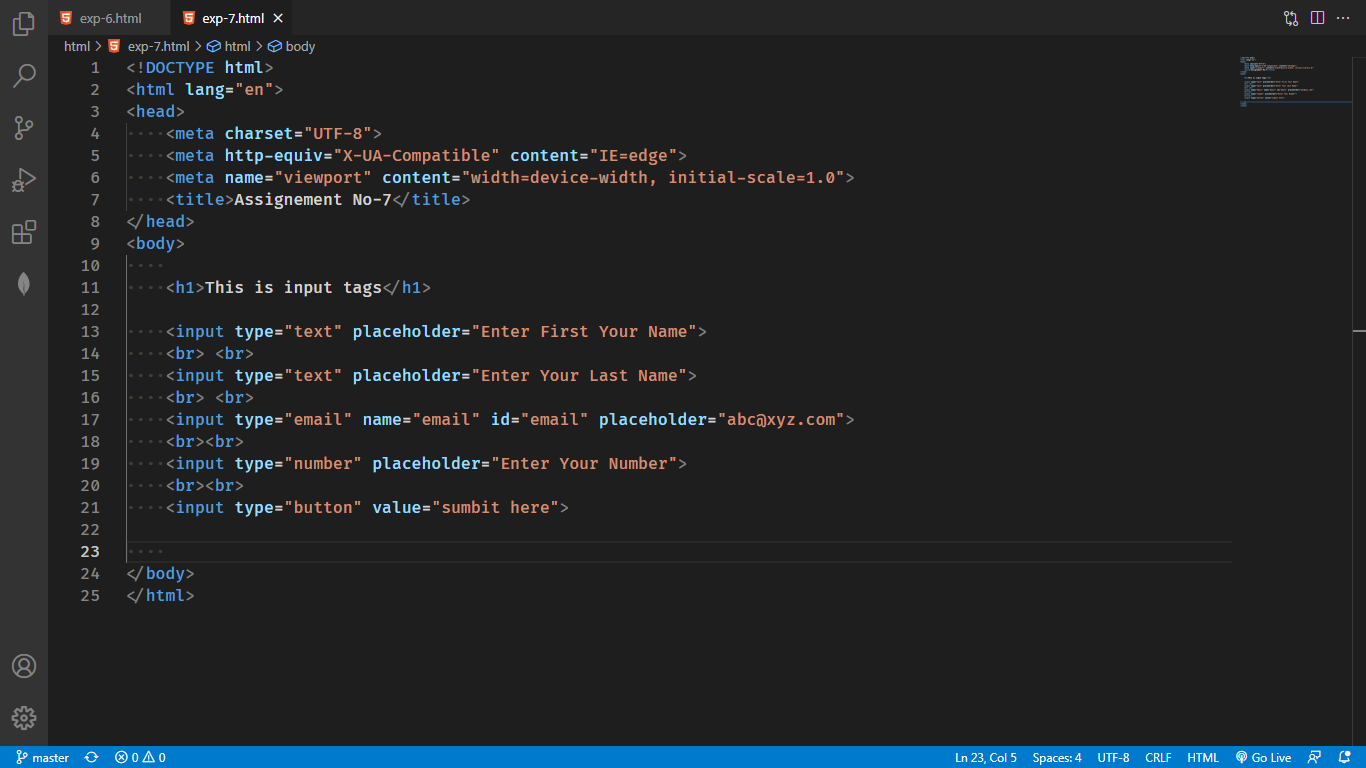 exp-6.html
exp-7.html
html > exp-7.html > html > body
1 <!DOCTYPE html>
2 <html lang="en">
3 <head>
4     <meta charset="UTF-8">
5     <meta http-equiv="X-UA-Compatible" content="IE=edge">
6     <meta name="viewport" content="width=device-width, initial-scale=1.0">
7     <title>Assignement No-7</title>
8 </head>
9 <body>
10
11     <h1>This is input tags</h1>
12
13     <input type="text" placeholder="Enter First Your Name">
14     <br> <br>
15     <input type="text" placeholder="Enter Your Last Name">
16     <br> <br>
17     <input type="email" name="email" id="email" placeholder="abc@xyz.com">
18     <br><br>
19     <input type="number" placeholder="Enter Your Number">
20     <br><br>
21     <input type="button" value="sumbit here">
22
23
24 </body>
25 </html>
master 0 0 Ln 23, Col 5 Spaces: 4 UTF-8 CRLF HTML Go Live